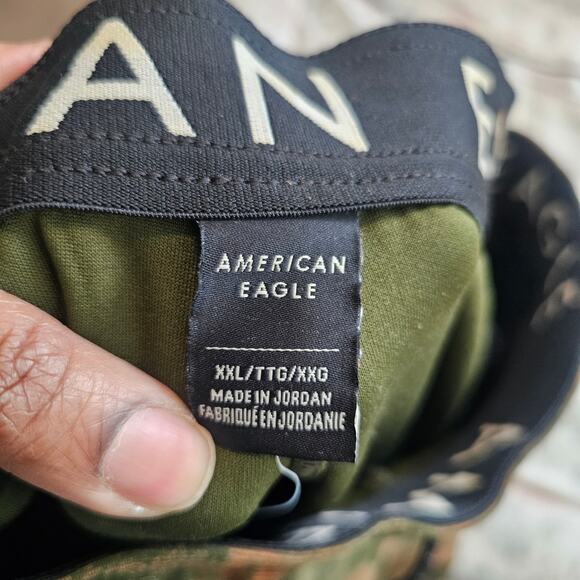 AN
AMERICAN
EAGLE
XXL/TTG/XXG
MADE IN JORDAN
FABRIQUÉ EN JORDANIE